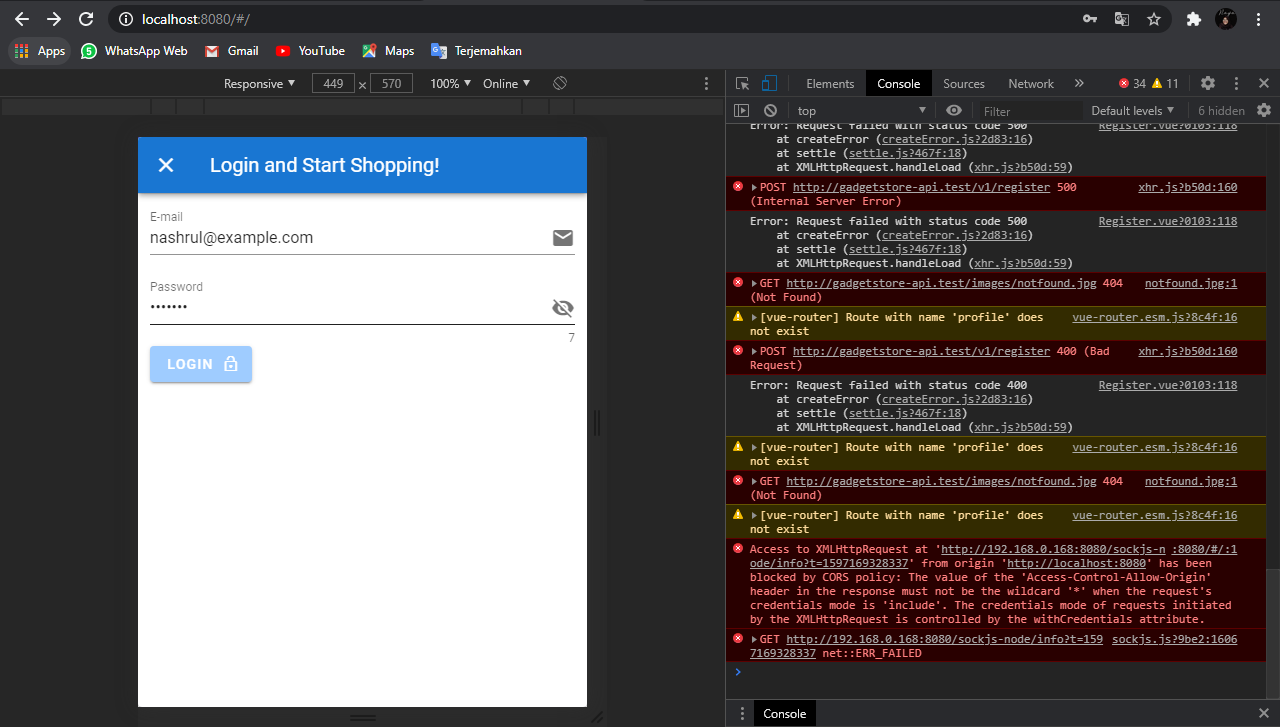 localhost:8080/#/
Apps WhatsApp Web Gmail YouTube Maps Terjemahkan
Responsive ▼ 449 x 570 100% ▼ Online ▼
Elements Console Sources Network » 34 11
top ▼ Filter Default levels ▼ 6 hidden
Login and Start Shopping!
E-mail
nashrul@example.com
Password
•••••••
7
LOGIN
Error: Request failed with status code 500 Register.vue?0103:118
at createError (createError.js?2d83:16)
at settle (settle.js?467f:18)
at XMLHttpRequest.handleLoad (xhr.js?b50d:59)
▶POST http://gadgetstore-api.test/v1/register 500 xhr.js?b50d:160
(Internal Server Error)
Error: Request failed with status code 500 Register.vue?0103:118
at createError (createError.js?2d83:16)
at settle (settle.js?467f:18)
at XMLHttpRequest.handleLoad (xhr.js?b50d:59)
▶GET http://gadgetstore-api.test/images/notfound.jpg 404 notfound.jpg:1
(Not Found)
▶[vue-router] Route with name 'profile' does vue-router.esm.js?8c4f:16
not exist
▶POST http://gadgetstore-api.test/v1/register 400 (Bad xhr.js?b50d:160
Request)
Error: Request failed with status code 400 Register.vue?0103:118
at createError (createError.js?2d83:16)
at settle (settle.js?467f:18)
at XMLHttpRequest.handleLoad (xhr.js?b50d:59)
▶[vue-router] Route with name 'profile' does vue-router.esm.js?8c4f:16
not exist
▶GET http://gadgetstore-api.test/images/notfound.jpg 404 notfound.jpg:1
(Not Found)
▶[vue-router] Route with name 'profile' does vue-router.esm.js?8c4f:16
not exist
Access to XMLHttpRequest at 'http://192.168.0.168:8080/sockjs-n :8080/#/:1
ode/info?t=1597169328337' from origin 'http://localhost:8080' has been
blocked by CORS policy: The value of the 'Access-Control-Allow-Origin'
header in the response must not be the wildcard '*' when the request's
credentials mode is 'include'. The credentials mode of requests initiated
by the XMLHttpRequest is controlled by the withCredentials attribute.
▶GET http://192.168.0.168:8080/sockjs-node/info?t=159 sockjs.js?9be2:1606
7169328337 net::ERR_FAILED
Console